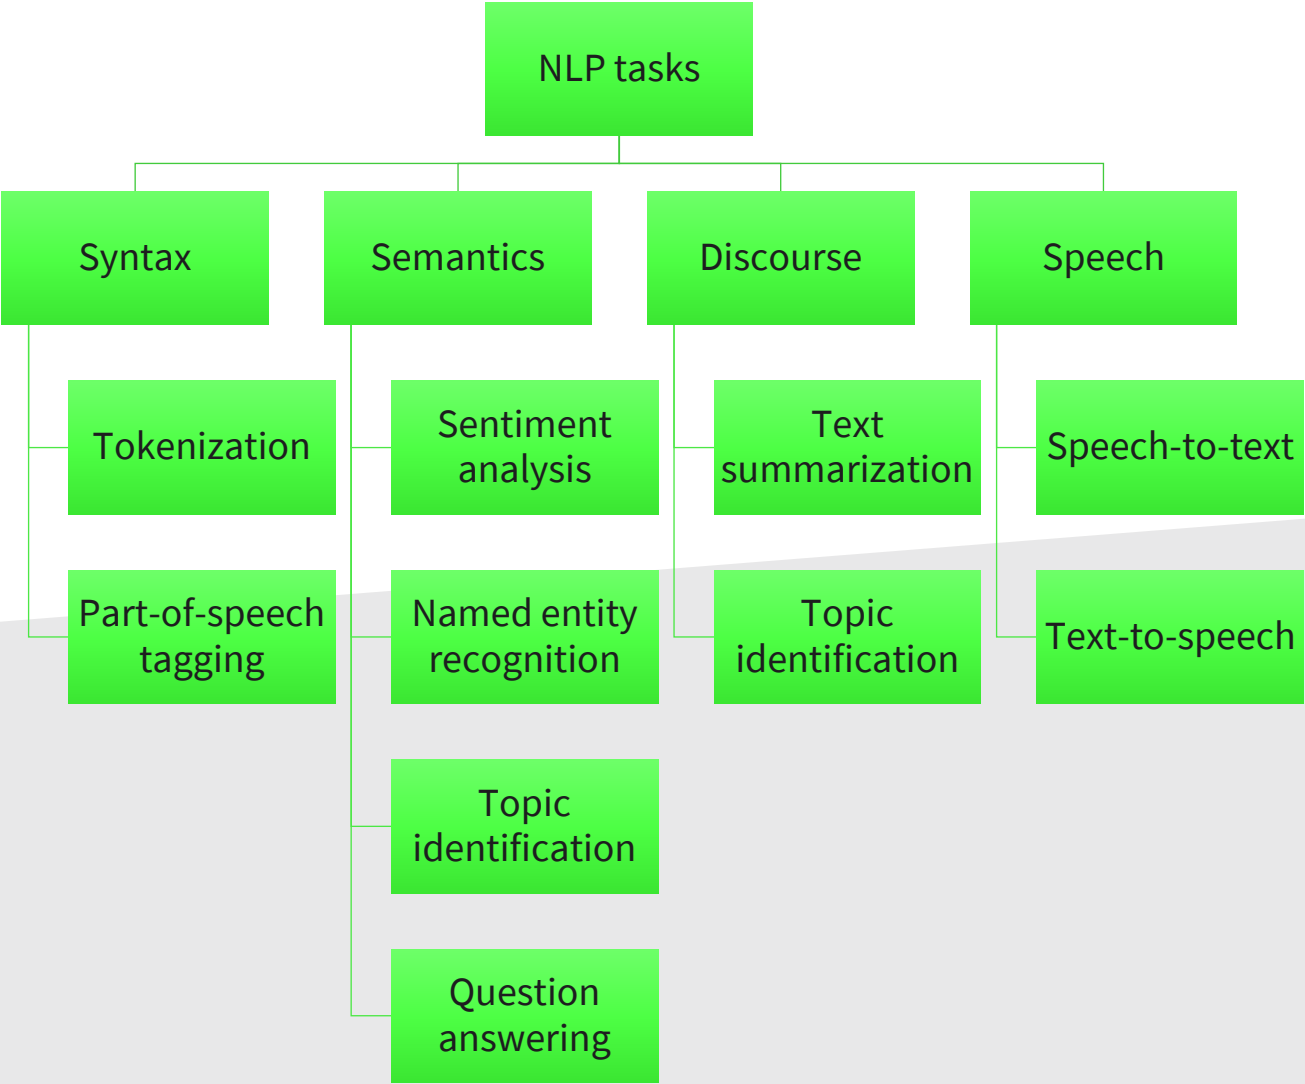 NLP tasks
Syntax
Semantics
Discourse
Speech
Tokenization
Sentiment
analysis
Text
summarization
Speech-to-text
Part-of-speech
tagging
Named entity
recognition
Topic
identification
Text-to-speech
Topic
identification
Question
answering